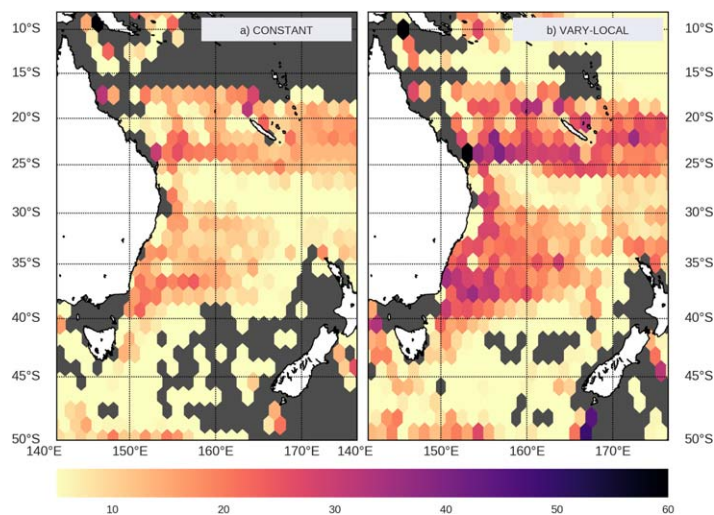 a) CONSTANT
b) VARY-LOCAL
10°S
10°S
15°S
15°S
20°S
20°S
25°S
25°S
30°S
30°S
35°S
35°S
40°S
40°S
45°S
45°S
50°S
50°S
140°E
150°E
160°E
170°E
140°E
150°E
160°E
170°E
10
20
30
40
50
60